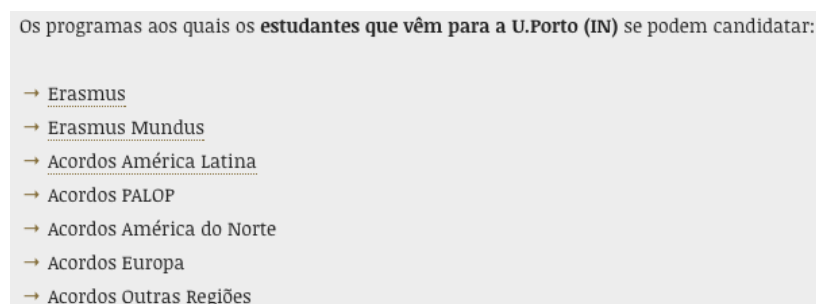 Os programas aos quais os estudantes que vêm para a U.Porto (IN) se podem candidatar:
→ Erasmus
→ Erasmus Mundus
→ Acordos América Latina
→ Acordos PALOP
→ Acordos América do Norte
→ Acordos Europa
→ Acordos Outras Regiões